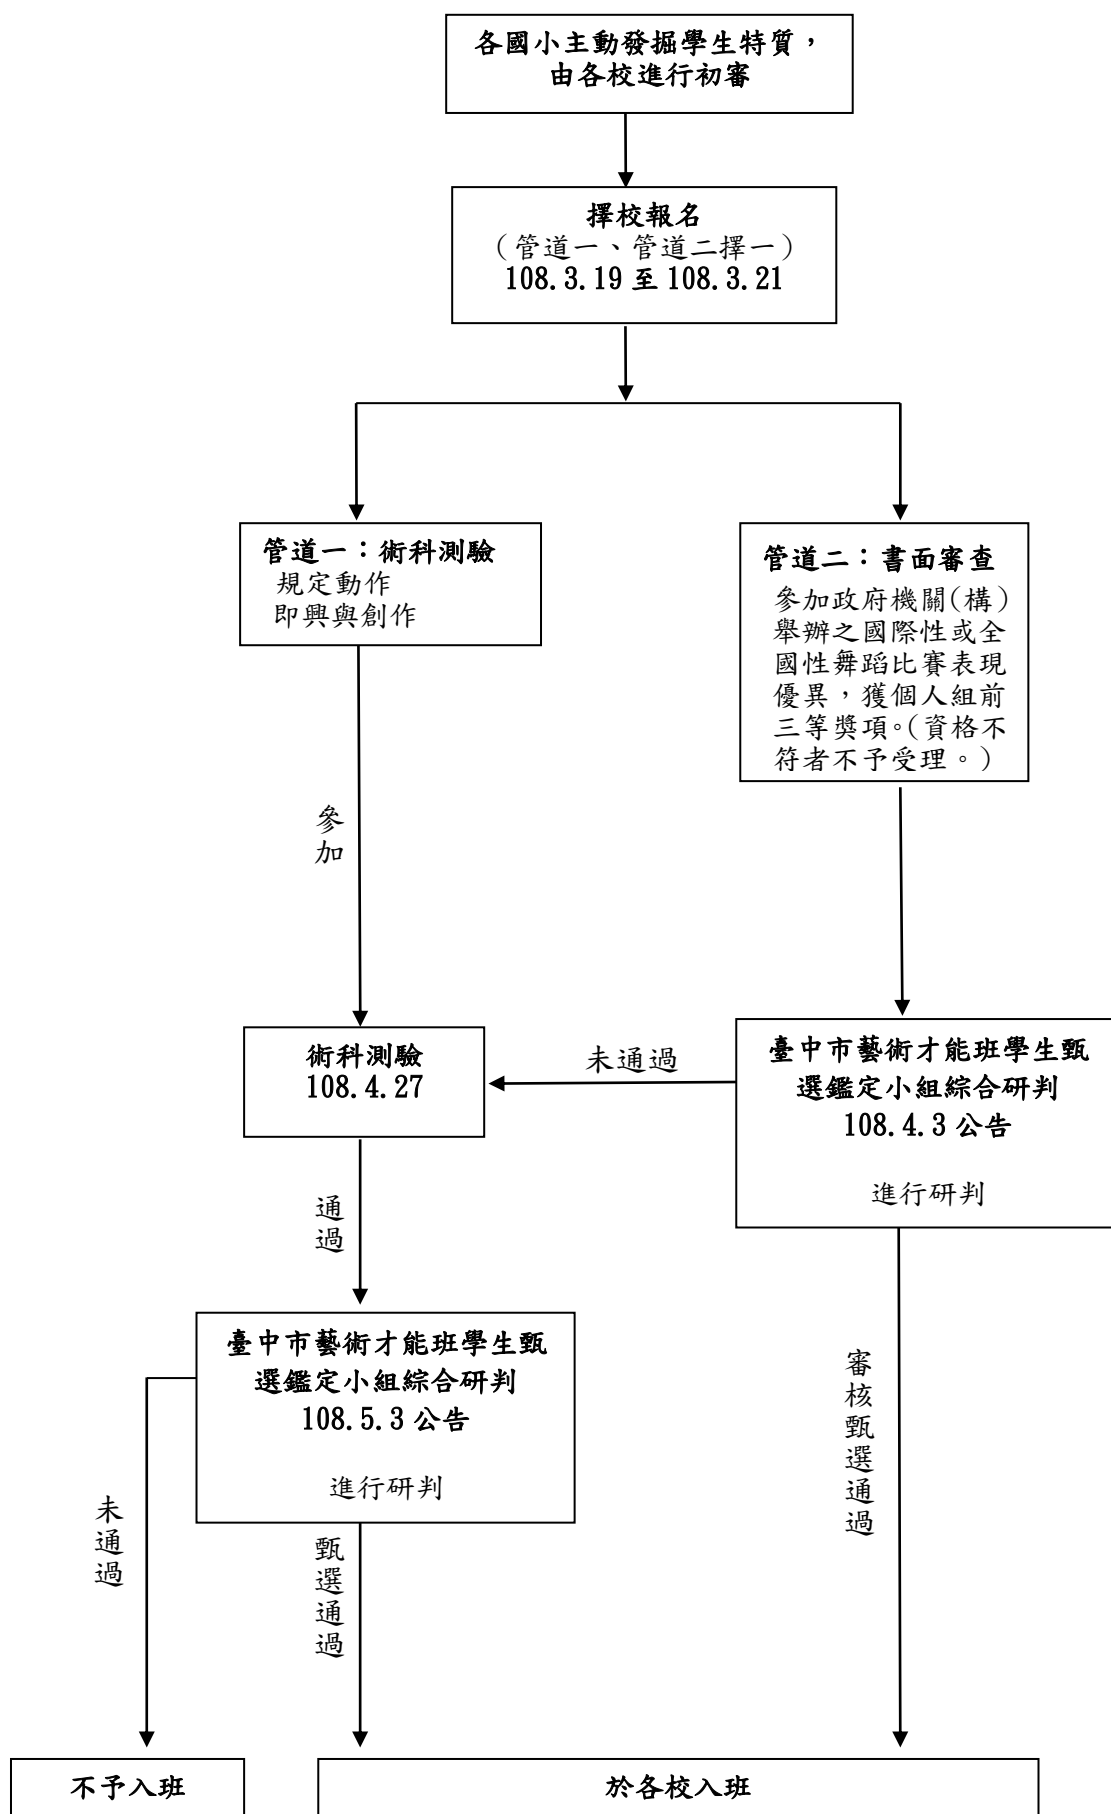 各國小主動發掘學生特質，
由各校進行初審
擇校報名
（管道一、管道二擇一）
108.3.19 至 108.3.21
管道一：術科測驗
規定動作
即興與創作
管道二：書面審查
參加政府機關(構)
舉辦之國際性或全
國性舞蹈比賽表現
優異，獲個人組前
三等獎項。(資格不
符者不予受理。)
參
加
術科測驗
108.4.27
未通過
臺中市藝術才能班學生甄
選鑑定小組綜合研判
108.4.3 公告
進行研判
通
過
臺中市藝術才能班學生甄
選鑑定小組綜合研判
108.5.3 公告
進行研判
審
核
甄
選
通
過
未
通
過
甄
選
通
過
不予入班
於各校入班